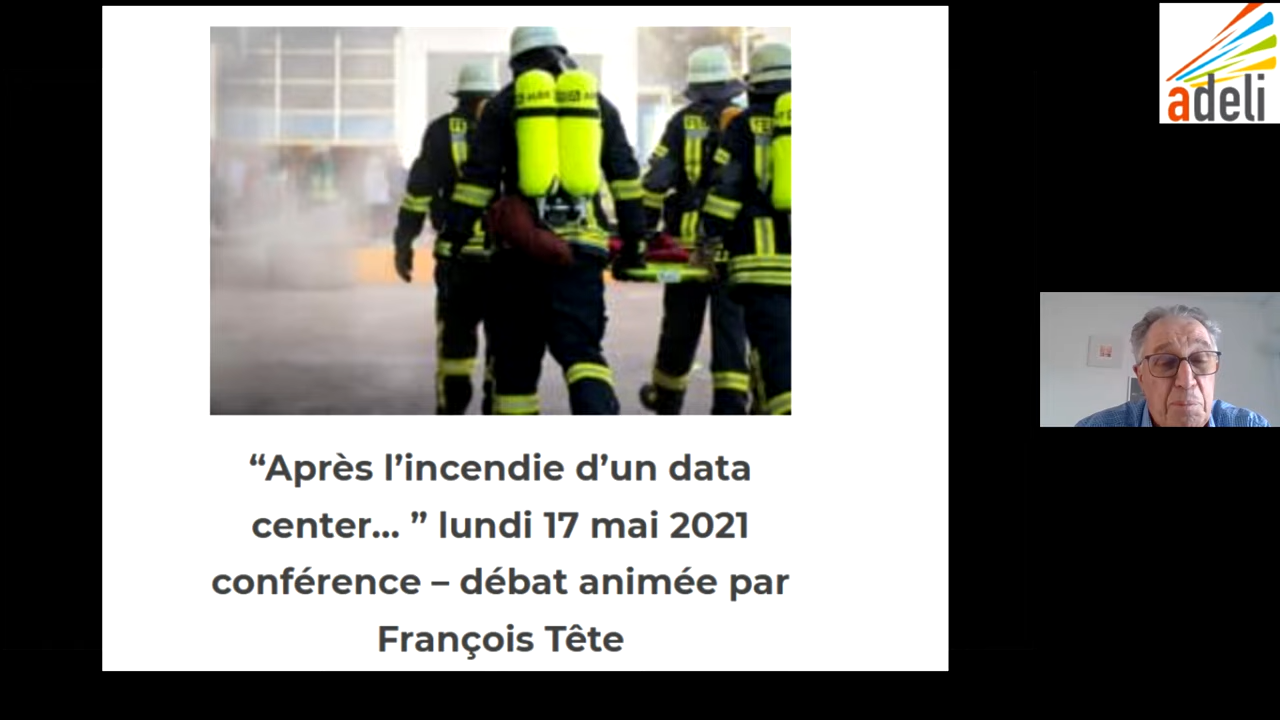 adeli
“Après l’incendie d’un data
center… ” lundi 17 mai 2021
conférence – débat animée par
François Tête